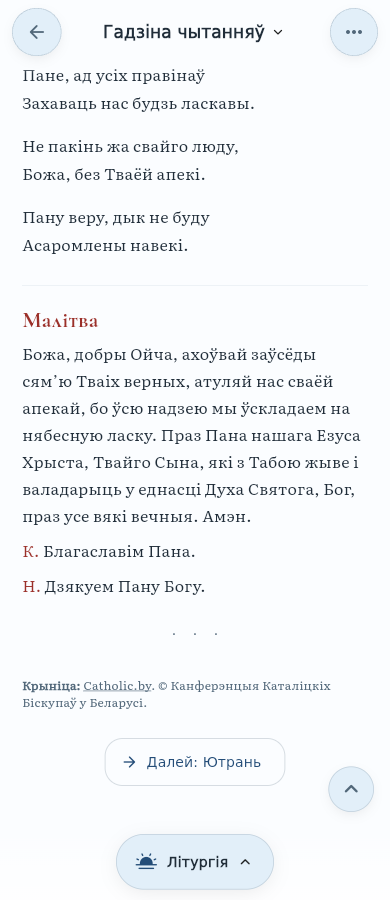 Гадзіна чытанняў
Пане, ад усіх правінаў
Захаваць нас будзь ласкавы.
Не пакінь жа свайго люду,
Божа, без Тваёй апекі.
Пану веру, дык не буду
Асаромлены навекі.
Малітва
Божа, добры Ойча, ахоўвай заўсёды
сям’ю Тваіх верных, атуляй нас сваёй
апекай, бо ўсю надзею мы ўскладаем на
нябесную ласку. Праз Пана нашага Езуса
Хрыста, Твайго Сына, які з Табою жыве і
валадарыць у еднасці Духа Святога, Бог,
праз усе вякі вечныя. Амэн.
К. Благаславім Пана.
Н. Дзякуем Пану Богу.
. . .
Крыніца: Catholic.by. © Канферэнцыя Каталіцкіх
Біскупаў у Беларусі.
Далей: Ютрань
Літургія